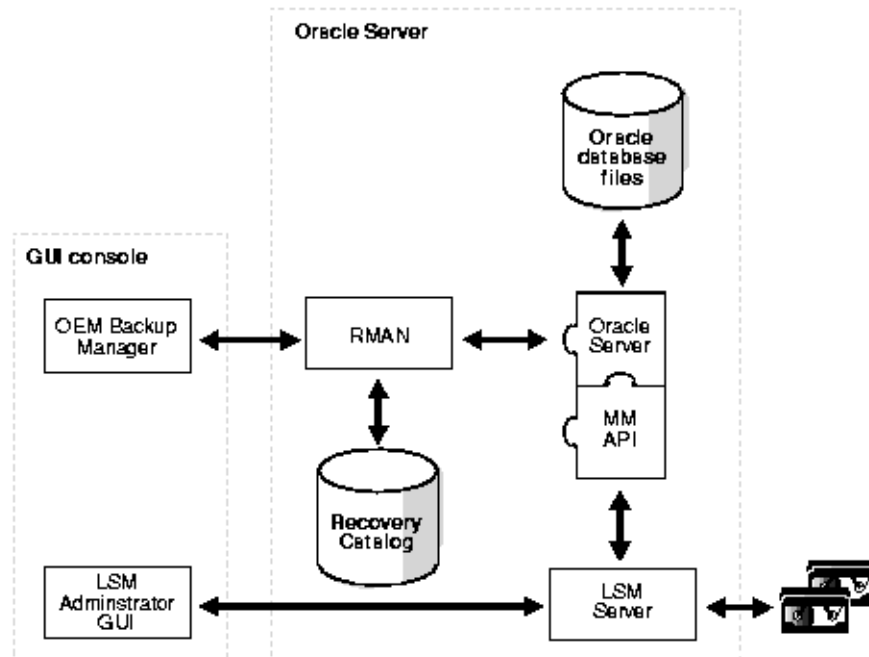 Oracle Server
Oracle
database
files
GUI console
OEM Backup
Manager
RMAN
Oracle
Server
MM
API
Recovery
Catalog
LSM
Adminstrator
GUI
LSM
Server